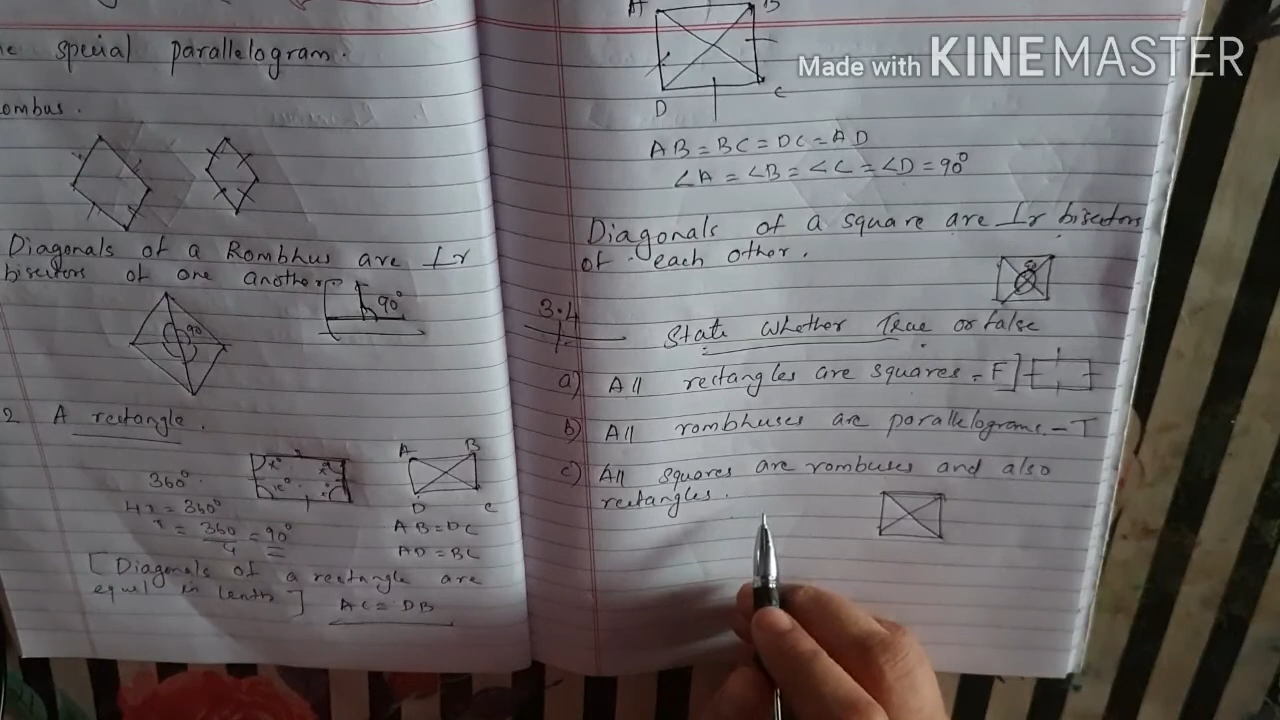 special parallelogram.
ombus.
Diagonals of a Rombhus are ⊥r
bisectors of one another
90°
90
2 A rectangle.
360°.
4x = 360°
x = 360/4 = 90°
x°
A B
D C
AB = DC
AD = BC
[Diagonals of a rectangle are
equal in lenth]
AC = DB
A B
D C
Made with KINEMASTER
AB = BC = DC = AD
∠A = ∠B = ∠C = ∠D = 90°
Diagonals of a square are ⊥r bisectors
of each other.
3.4
State whether True or false
a) All rectangles are squares - F]
b) All rombhuses are parallelograms. - T
c) All squares are rombuses and also
rectangles.